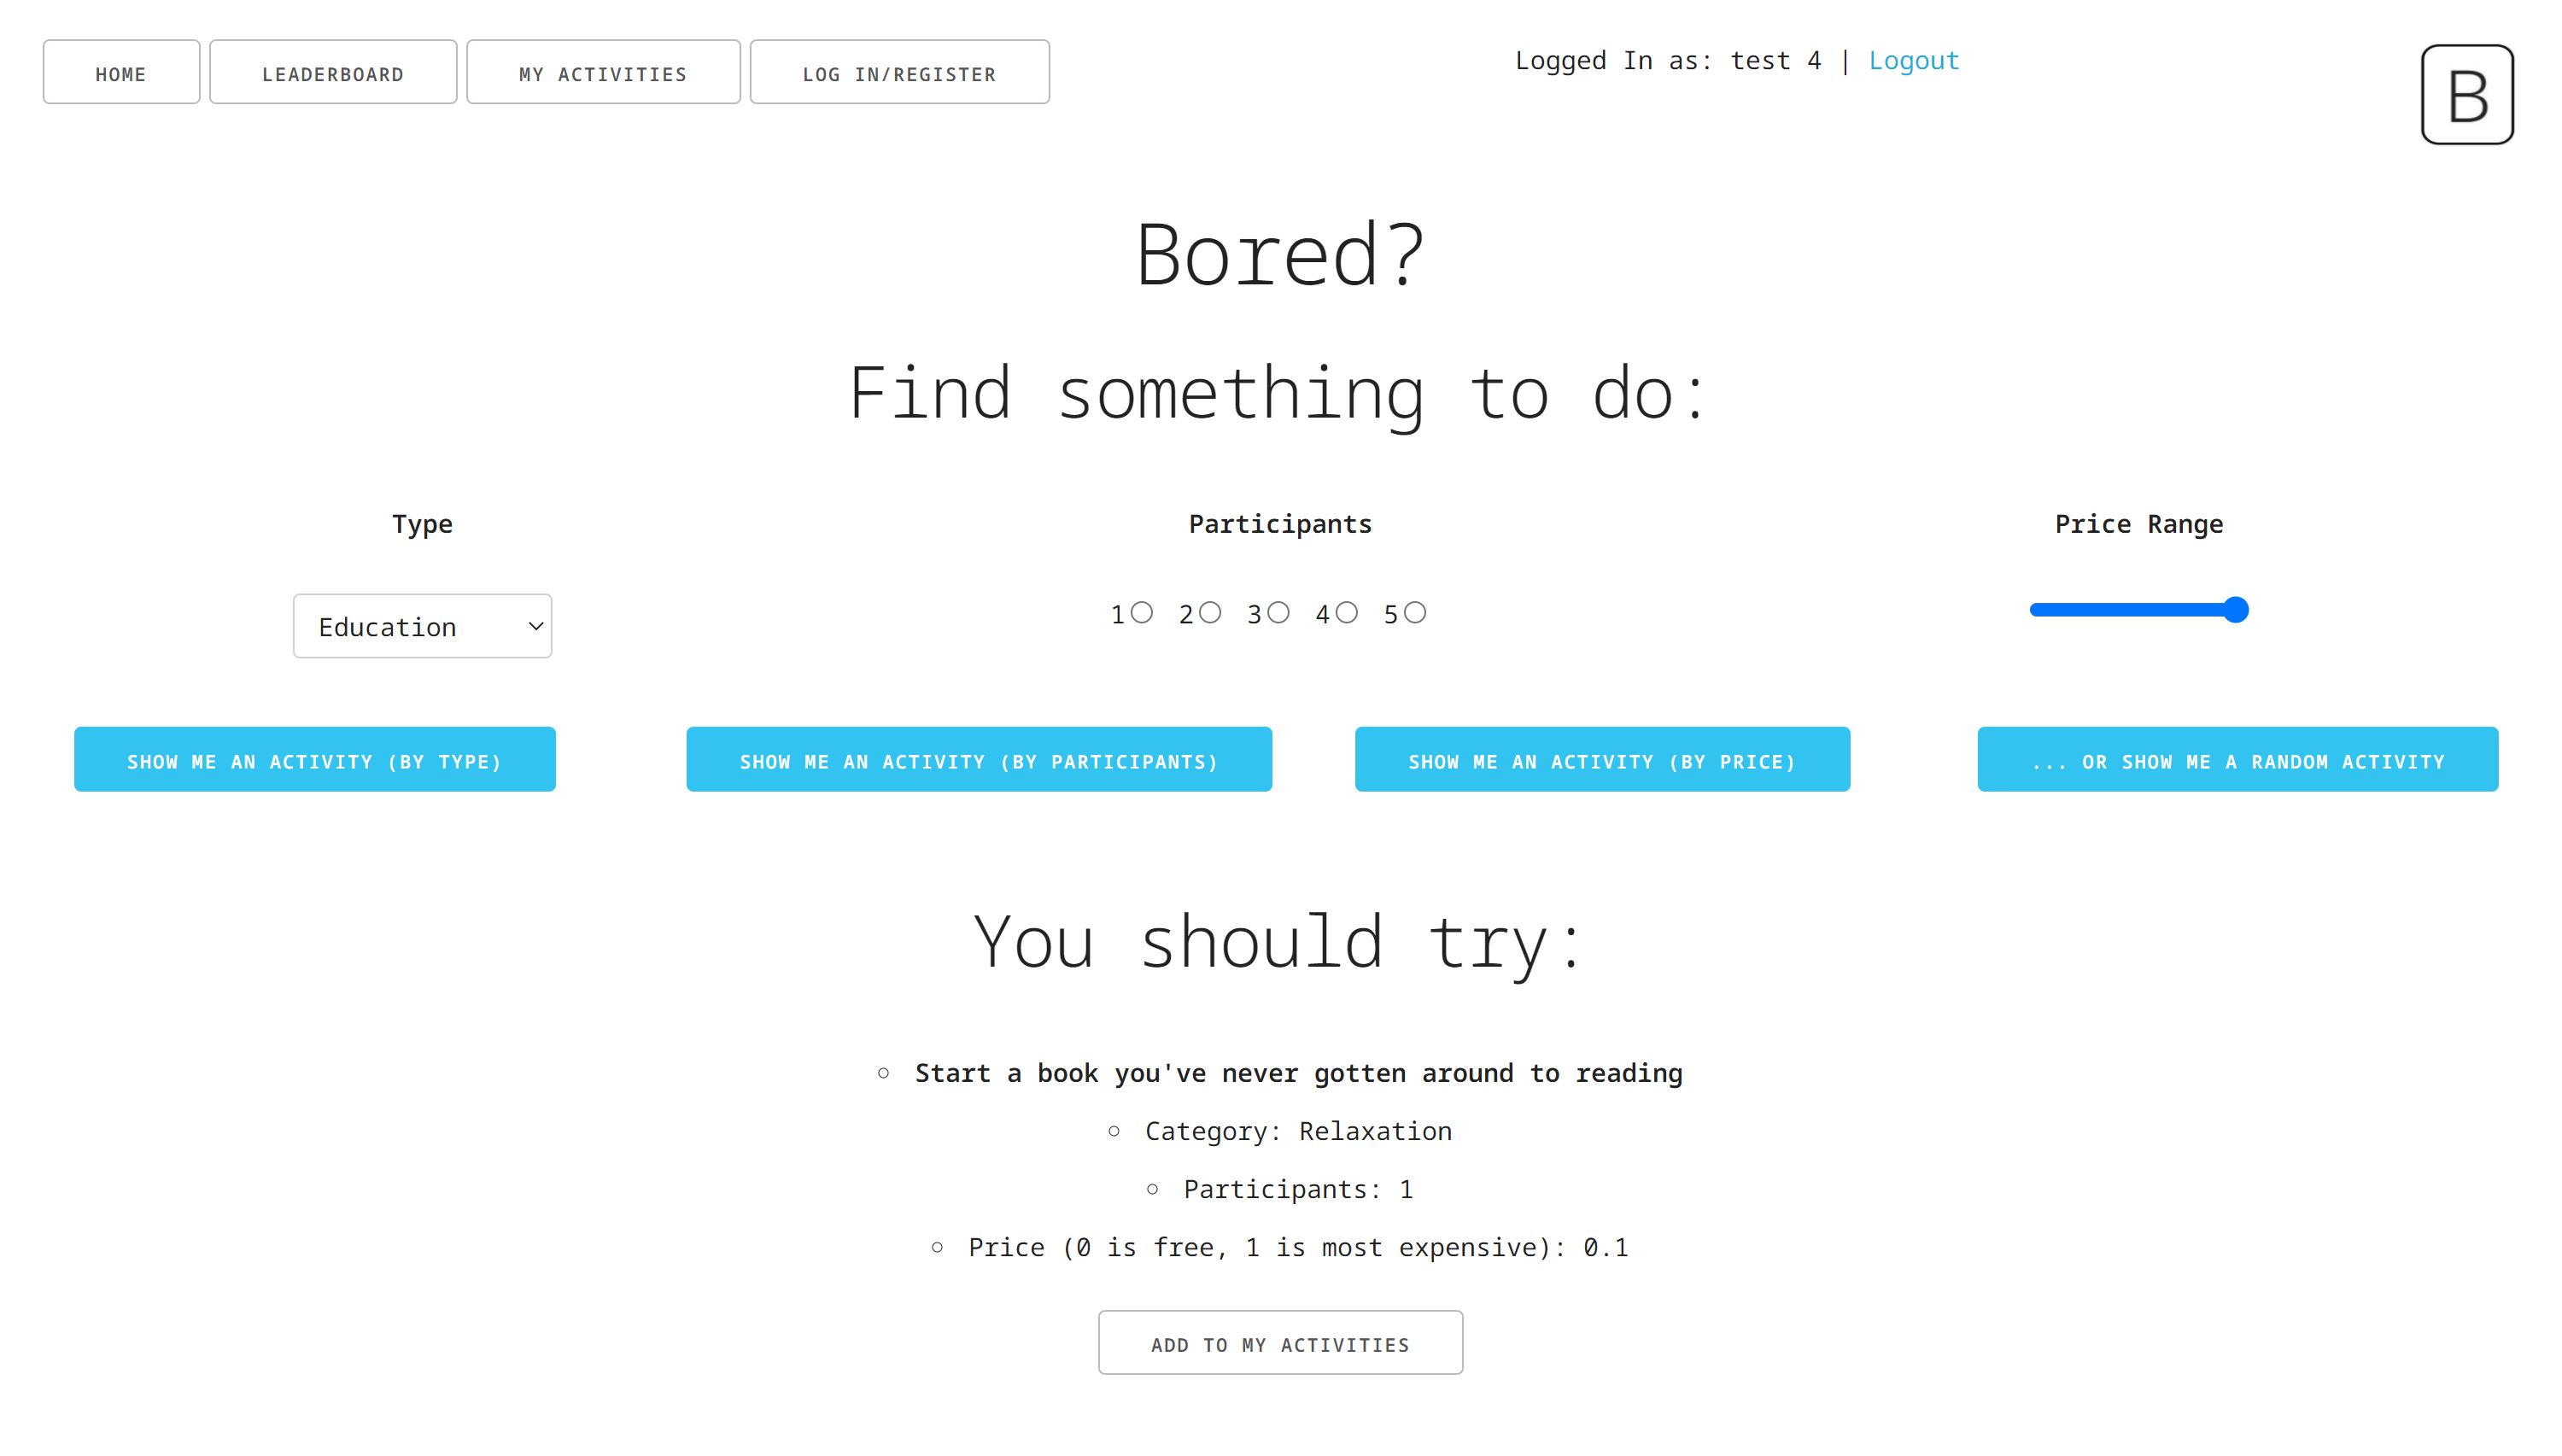 HOME LEADERBOARD MY ACTIVITIES LOG IN/REGISTER Logged In as: test 4 | Logout B
Bored?
Find something to do:
Type Participants Price Range
Education 1 2 3 4 5
SHOW ME AN ACTIVITY (BY TYPE) SHOW ME AN ACTIVITY (BY PARTICIPANTS) SHOW ME AN ACTIVITY (BY PRICE) ... OR SHOW ME A RANDOM ACTIVITY
You should try:
Start a book you've never gotten around to reading
Category: Relaxation
Participants: 1
Price (0 is free, 1 is most expensive): 0.1
ADD TO MY ACTIVITIES